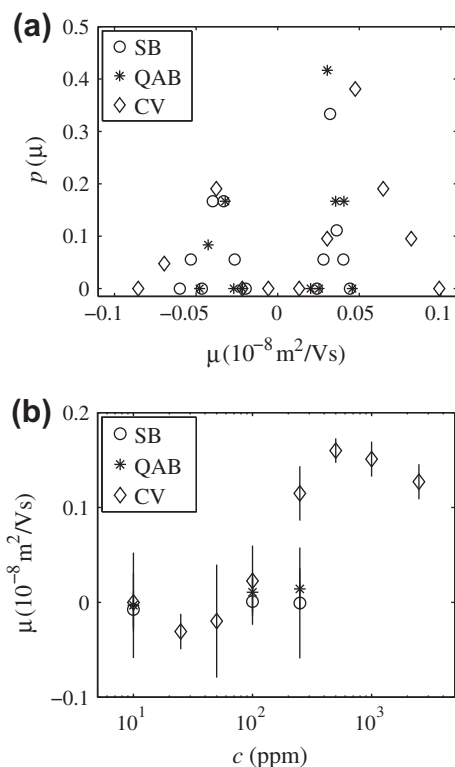 (a)
SB
QAB
CV
p(μ)
0.5
0.4
0.3
0.2
0.1
0
−0.1 −0.05 0 0.05 0.1
μ(10⁻⁸ m²/Vs)
(b)
SB
QAB
CV
μ(10⁻⁸ m²/Vs)
0.2
0.1
0
−0.1
10¹ 10² 10³
c (ppm)